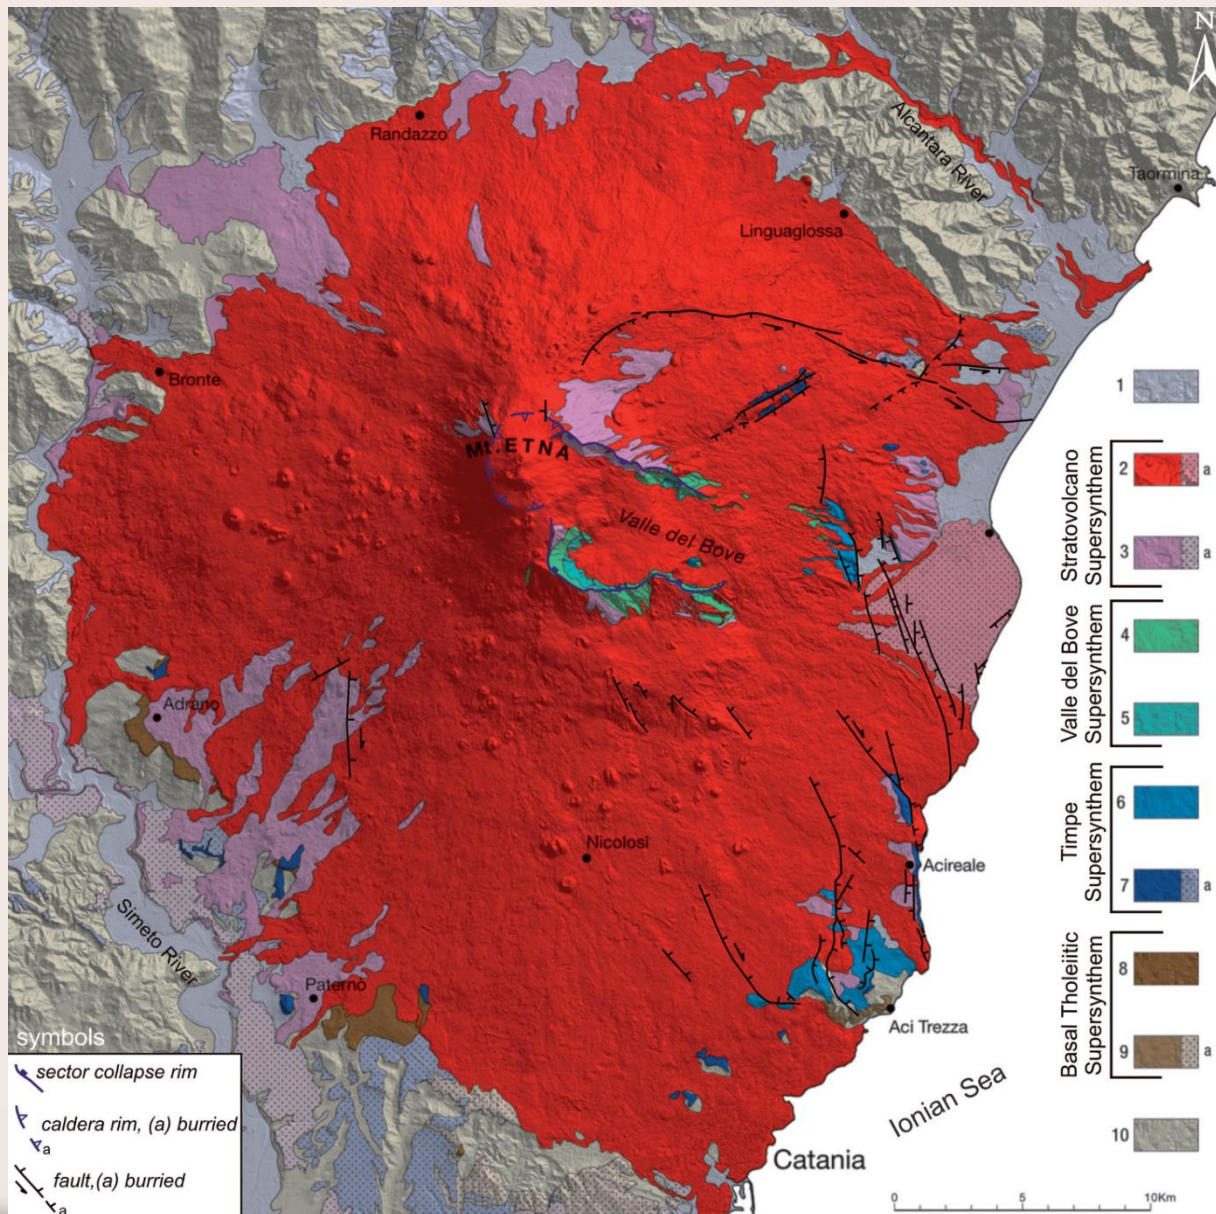 N
Randazzo
Alcantara River
Taormina
Linguaglossa
Bronte
Mt. ETNA
Valle del Bove
Adrano
Nicolosi
Acireale
Simeto River
Paternò
Aci Trezza
Ionian Sea
Catania
1
Stratovolcano
Supersynthem
2 a
3 a
Valle del Bove
Supersynthem
4
5
Timpe
Supersynthem
6
7 a
Basal Tholeiitic
Supersynthem
8
9 a
10
symbols
sector collapse rim
caldera rim, (a) burried
a
fault,(a) burried
a
0 5 10Km